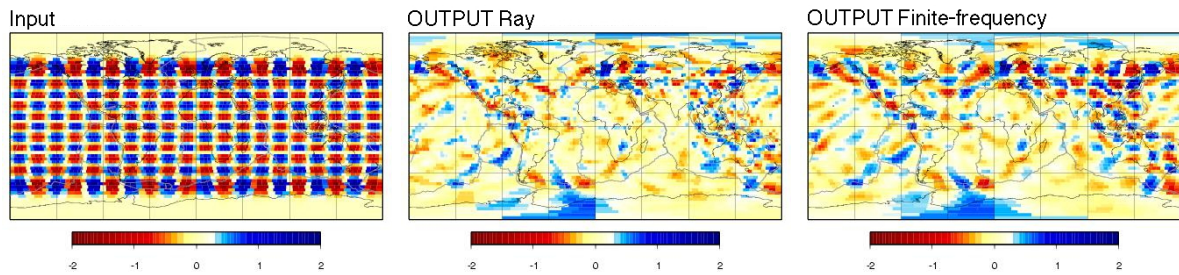 Input
OUTPUT Ray
OUTPUT Finite-frequency
-2 -1 0 1 2
-2 -1 0 1 2
-2 -1 0 1 2